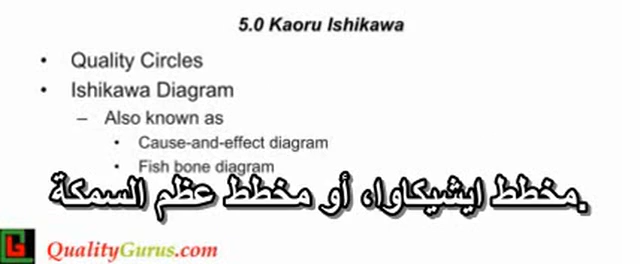 5.0 Kaoru Ishikawa
• Quality Circles
• Ishikawa Diagram
– Also known as
• Cause-and-effect diagram
• Fish bone diagram
مخطط ايشيكاوا، أو مخطط عظم السمكة.
QualityGurus.com